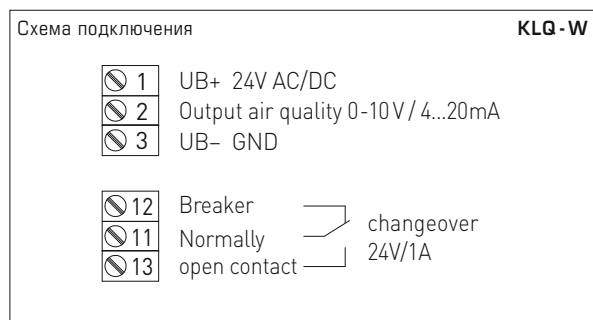 Схема подключения KLQ-W
1 UB+ 24V AC/DC
2 Output air quality 0-10V / 4...20mA
3 UB– GND
12 Breaker
11 Normally
13 open contact
changeover
24V/1A